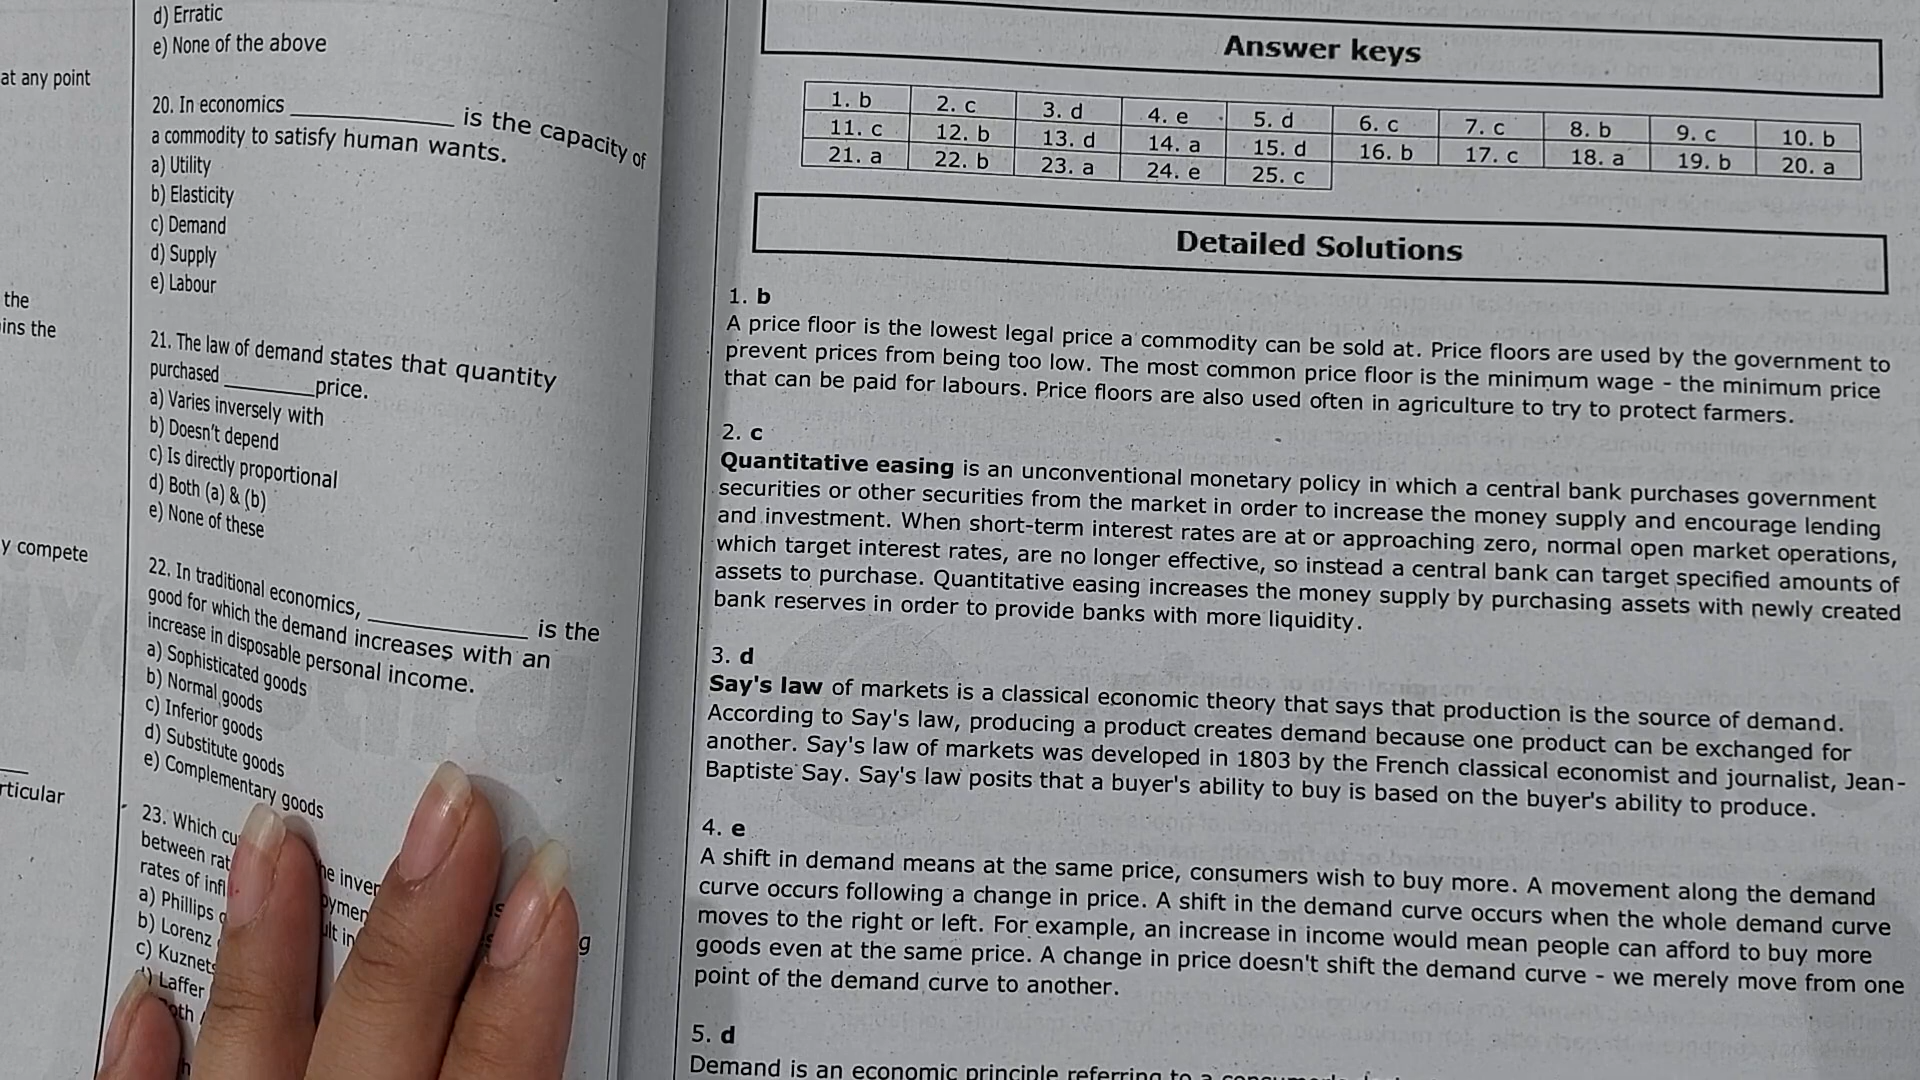 at any point
the
ins the
y compete
rticular
d) Erratic
e) None of the above
20. In economics ____________ is the capacity of
a commodity to satisfy human wants.
a) Utility
b) Elasticity
c) Demand
d) Supply
e) Labour
21. The law of demand states that quantity
purchased ________price.
a) Varies inversely with
b) Doesn't depend
c) Is directly proportional
d) Both (a) & (b)
e) None of these
22. In traditional economics, ____________ is the
good for which the demand increases with an
increase in disposable personal income.
a) Sophisticated goods
b) Normal goods
c) Inferior goods
d) Substitute goods
e) Complementary goods
23. Which
between
rates of
a) Phillips
b) Lorenz
c)
Laffer
Answer keys
1. b 2. c 3. d 4. e 5. d 6. c 7. c 8. b 9. c 10. b
11. c 12. b 13. d 14. a 15. d 16. b 17. c 18. a 19. b 20. a
21. a 22. b 23. a 24. e 25. c
Detailed Solutions
1. b
A price floor is the lowest legal price a commodity can be sold at. Price floors are used by the government to
prevent prices from being too low. The most common price floor is the minimum wage - the minimum price
that can be paid for labours. Price floors are also used often in agriculture to try to protect farmers.
2. c
Quantitative easing is an unconventional monetary policy in which a central bank purchases government
securities or other securities from the market in order to increase the money supply and encourage lending
and investment. When short-term interest rates are at or approaching zero, normal open market operations,
which target interest rates, are no longer effective, so instead a central bank can target specified amounts of
assets to purchase. Quantitative easing increases the money supply by purchasing assets with newly created
bank reserves in order to provide banks with more liquidity.
3. d
Say's law of markets is a classical economic theory that says that production is the source of demand.
According to Say's law, producing a product creates demand because one product can be exchanged for
another. Say's law of markets was developed in 1803 by the French classical economist and journalist, Jean-
Baptiste Say. Say's law posits that a buyer's ability to buy is based on the buyer's ability to produce.
4. e
A shift in demand means at the same price, consumers wish to buy more. A movement along the demand
curve occurs following a change in price. A shift in the demand curve occurs when the whole demand curve
moves to the right or left. For example, an increase in income would mean people can afford to buy more
goods even at the same price. A change in price doesn't shift the demand curve - we merely move from one
point of the demand curve to another.
5. d
Demand is an economic principle referring to a